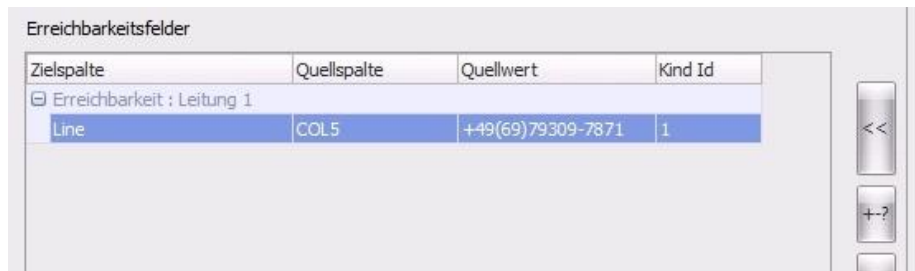 Erreichbarkeitsfelder
Zielspalte Quellspalte Quellwert Kind Id
Erreichbarkeit : Leitung 1
Line COL5 +49(69)79309-7871 1
<<
+-?